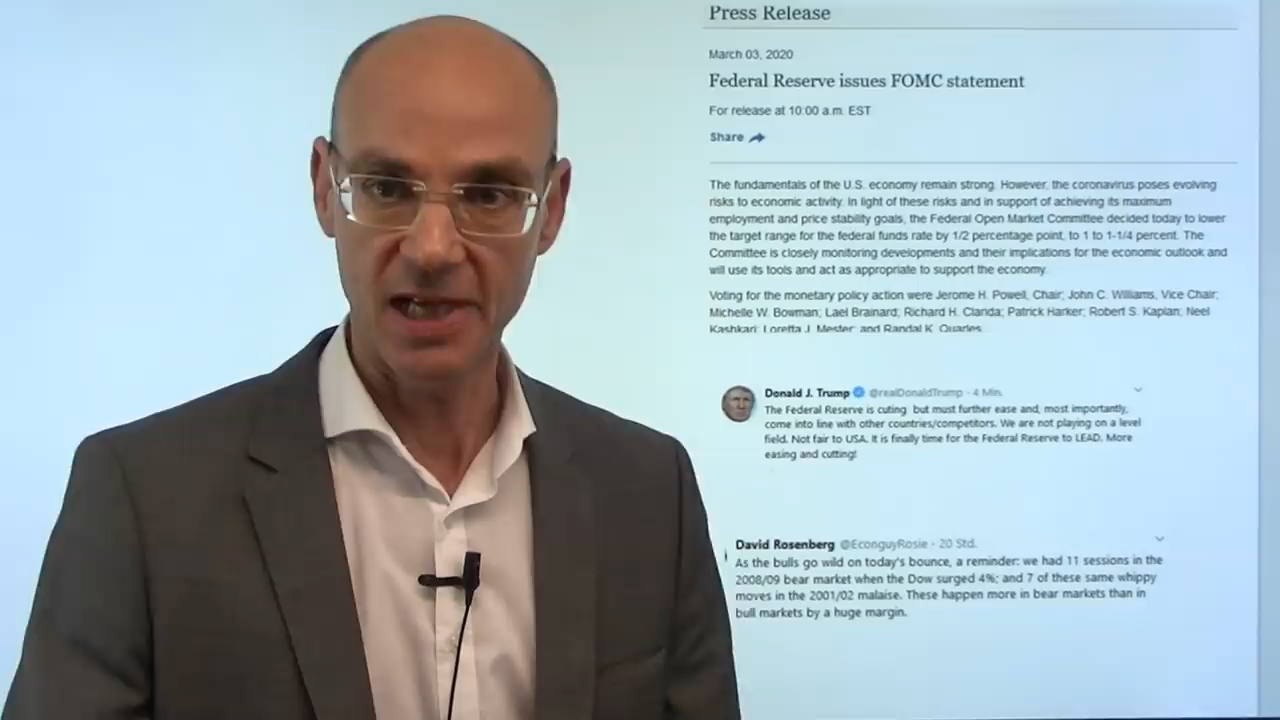 Press Release
March 03, 2020
Federal Reserve issues FOMC statement
For release at 10:00 a.m. EST
Share
The fundamentals of the U.S. economy remain strong. However, the coronavirus poses evolving
risks to economic activity. In light of these risks and in support of achieving its maximum
employment and price stability goals, the Federal Open Market Committee decided today to lower
the target range for the federal funds rate by 1/2 percentage point, to 1 to 1-1/4 percent. The
Committee is closely monitoring developments and their implications for the economic outlook and
will use its tools and act as appropriate to support the economy.
Voting for the monetary policy action were Jerome H. Powell, Chair; John C. Williams, Vice Chair;
Michelle W. Bowman; Lael Brainard; Richard H. Clarida; Patrick Harker; Robert S. Kaplan; Neel
Kashkari; Loretta J. Mester; and Randal K. Quarles.
Donald J. Trump @realDonaldTrump · 4 Min.
The Federal Reserve is cuting but must further ease and, most importantly,
come into line with other countries/competitors. We are not playing on a level
field. Not fair to USA. It is finally time for the Federal Reserve to LEAD. More
easing and cutting!
David Rosenberg @EconguyRosie · 20 Std.
As the bulls go wild on today's bounce, a reminder: we had 11 sessions in the
2008/09 bear market when the Dow surged 4%; and 7 of these same whippy
moves in the 2001/02 malaise. These happen more in bear markets than in
bull markets by a huge margin.